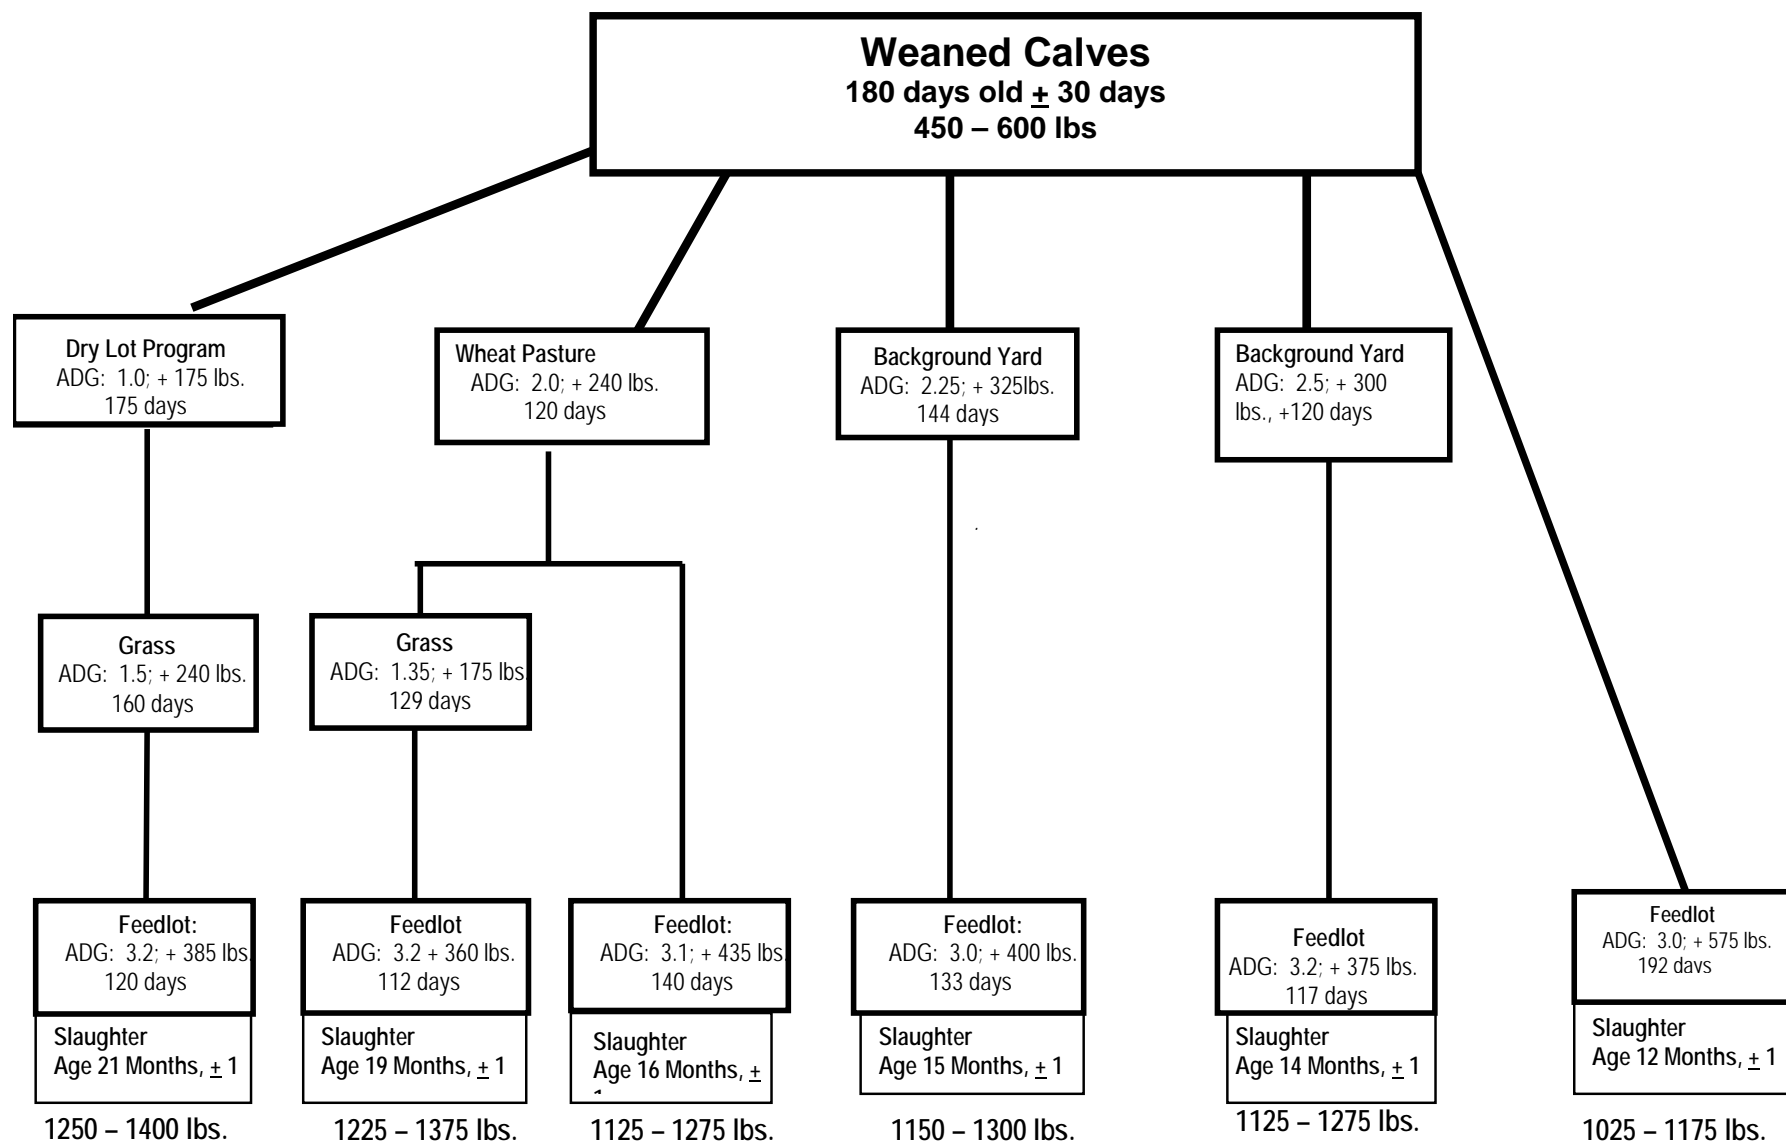 Weaned Calves
180 days old ± 30 days
450 – 600 lbs
Dry Lot Program
ADG: 1.0; + 175 lbs.
175 days
Wheat Pasture
ADG: 2.0; + 240 lbs.
120 days
Background Yard
ADG: 2.25; + 325lbs.
144 days
Background Yard
ADG: 2.5; + 300
lbs., +120 days
Grass
ADG: 1.5; + 240 lbs.
160 days
Grass
ADG: 1.35; + 175 lbs.
129 days
Feedlot:
ADG: 3.2; + 385 lbs.
120 days
Slaughter
Age 21 Months, ± 1
1250 – 1400 lbs.
Feedlot
ADG: 3.2 + 360 lbs.
112 days
Slaughter
Age 19 Months, ± 1
1225 – 1375 lbs.
Feedlot:
ADG: 3.1; + 435 lbs.
140 days
Slaughter
Age 16 Months, ±
1125 – 1275 lbs.
Feedlot:
ADG: 3.0; + 400 lbs.
133 days
Slaughter
Age 15 Months, ± 1
1150 – 1300 lbs.
Feedlot
ADG: 3.2; + 375 lbs.
117 days
Slaughter
Age 14 Months, ± 1
1125 – 1275 lbs.
Feedlot
ADG: 3.0; + 575 lbs.
192 days
Slaughter
Age 12 Months, ± 1
1025 – 1175 lbs.